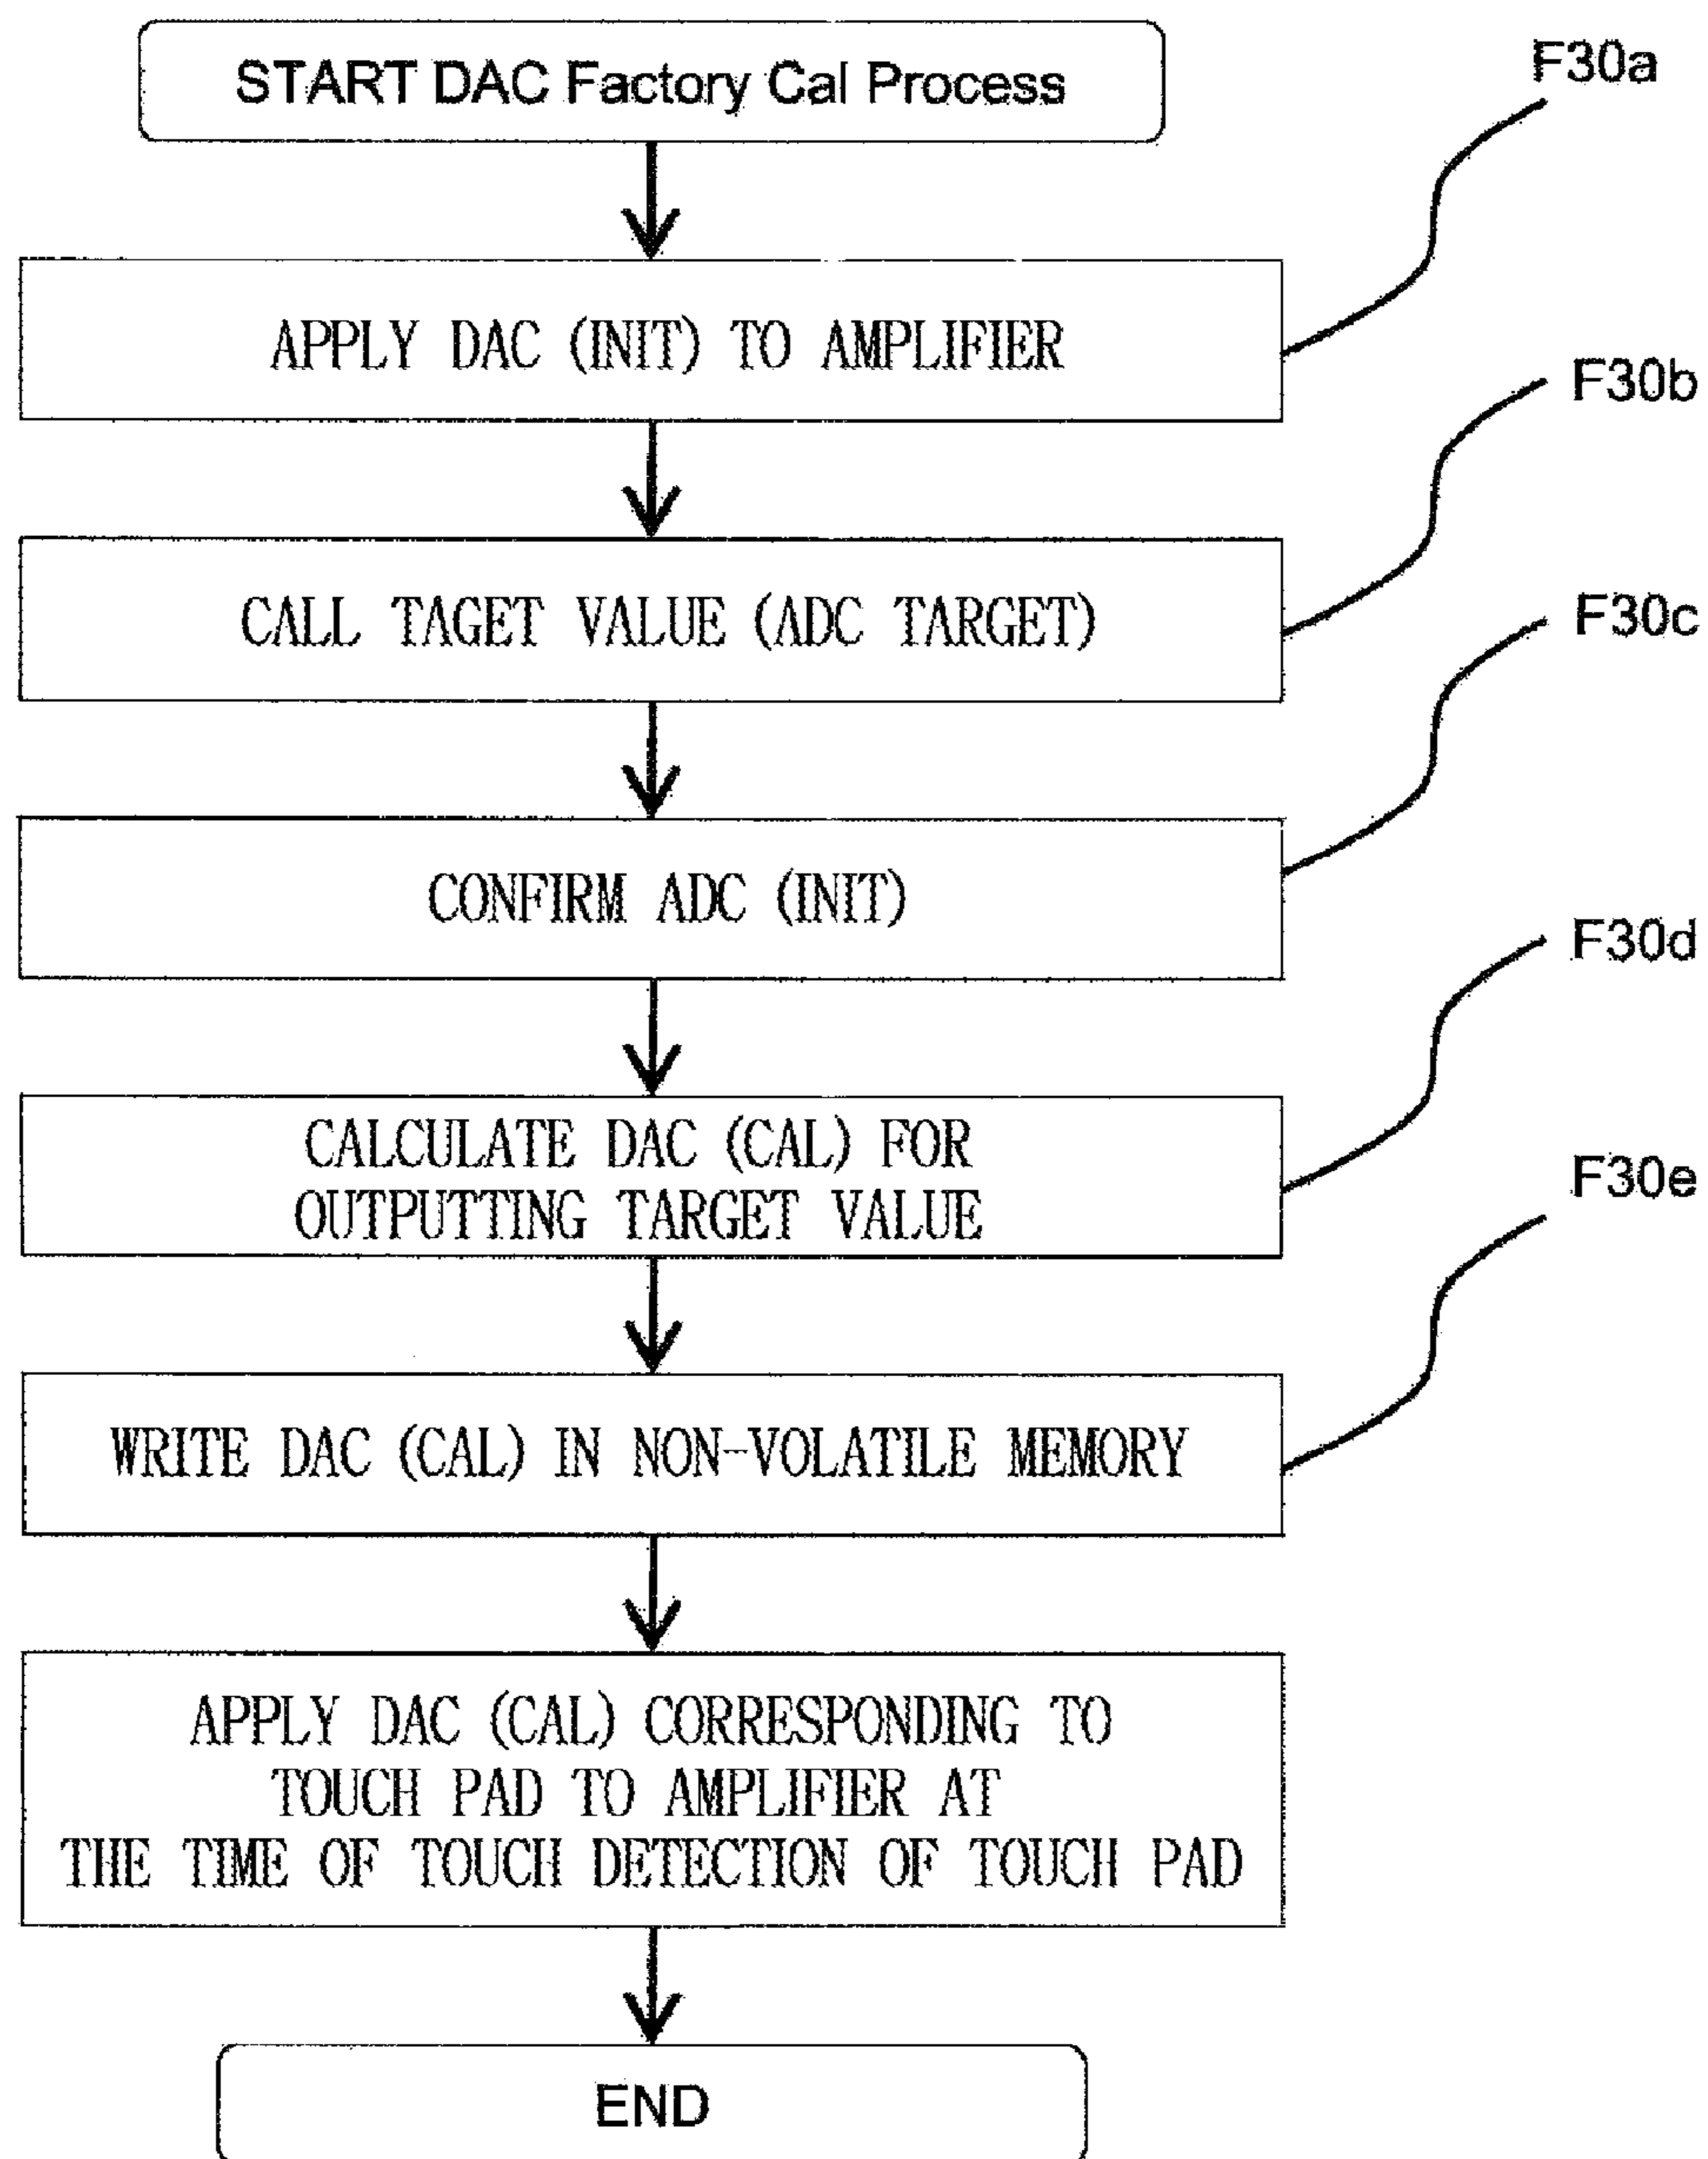 START DAC Factory Cal Process
F30a
APPLY DAC (INIT) TO AMPLIFIER
F30b
CALL TAGET VALUE (ADC TARGET)
F30c
CONFIRM ADC (INIT)
F30d
CALCULATE DAC (CAL) FOR
OUTPUTTING TARGET VALUE
F30e
WRITE DAC (CAL) IN NON-VOLATILE MEMORY
APPLY DAC (CAL) CORRESPONDING TO
TOUCH PAD TO AMPLIFIER AT
THE TIME OF TOUCH DETECTION OF TOUCH PAD
END